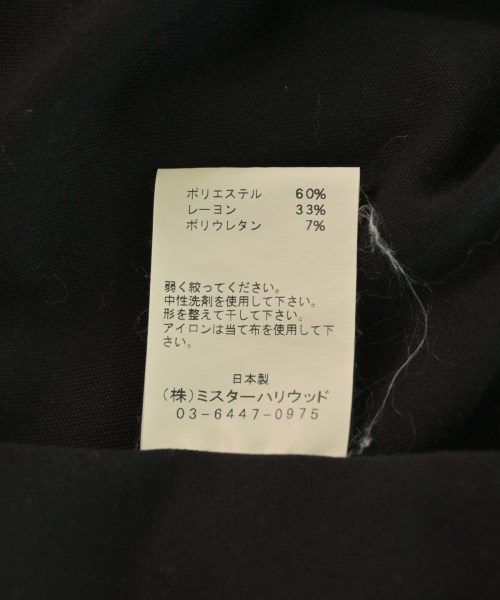 ポリエステル 60%
レーヨン 33%
ポリウレタン 7%
弱く絞ってください。
中性洗剤を使用して下さい。
形を整えて干して下さい。
アイロンは当て布を使用して下
さい。
日本製
(株)ミスターハリウッド
03-6447-0975